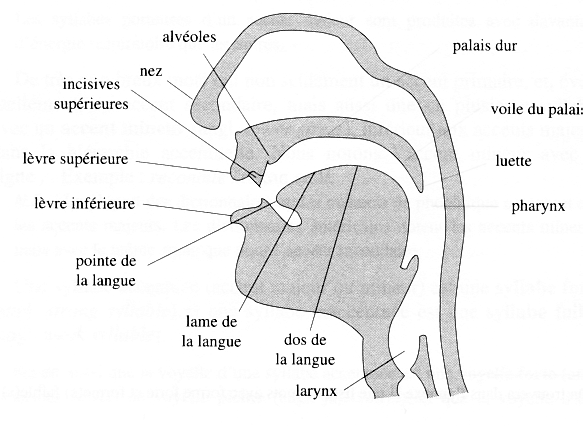 alvéoles
palais dur
nez
incisives
supérieures
voile du palais
lèvre supérieure
luette
lèvre inférieure
pharynx
pointe de
la langue
lame de
la langue
dos de
la langue
larynx